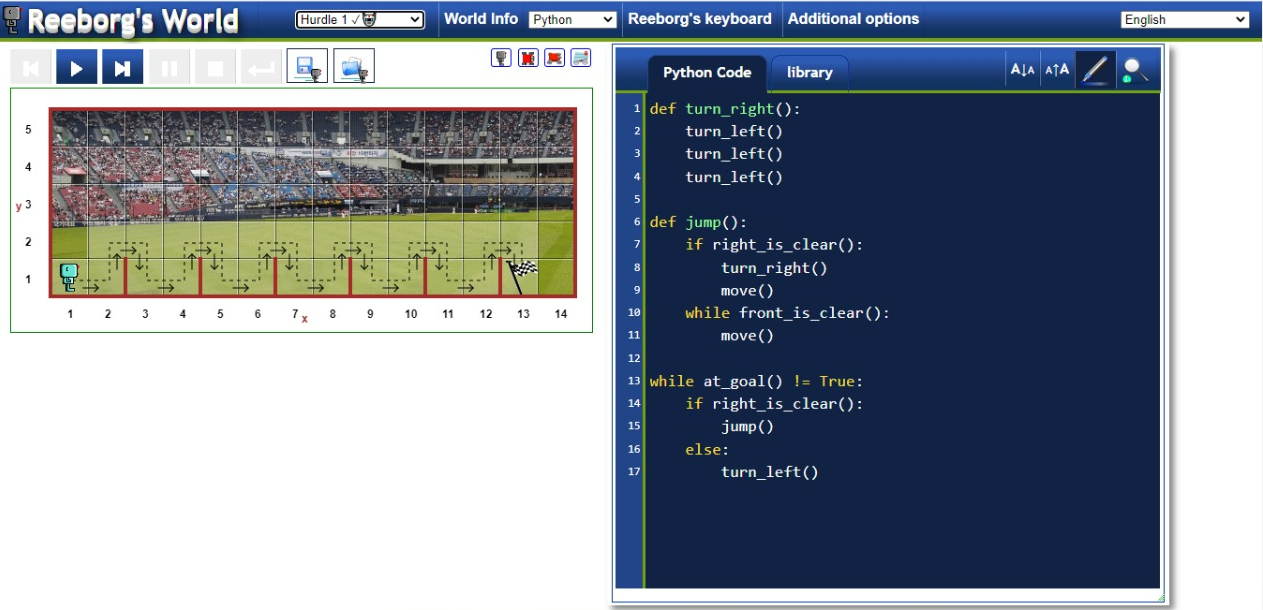 Reeborg's World
Hurdle 1 ✓
World Info
Python
Reeborg's keyboard
Additional options
English
5
4
y 3
2
1
1 2 3 4 5 6 7 x 8 9 10 11 12 13 14
Python Code
library
A↓A A↑A
1 def turn_right():
2     turn_left()
3     turn_left()
4     turn_left()
5
6 def jump():
7     if right_is_clear():
8         turn_right()
9         move()
10     while front_is_clear():
11         move()
12
13 while at_goal() != True:
14     if right_is_clear():
15         jump()
16     else:
17         turn_left()